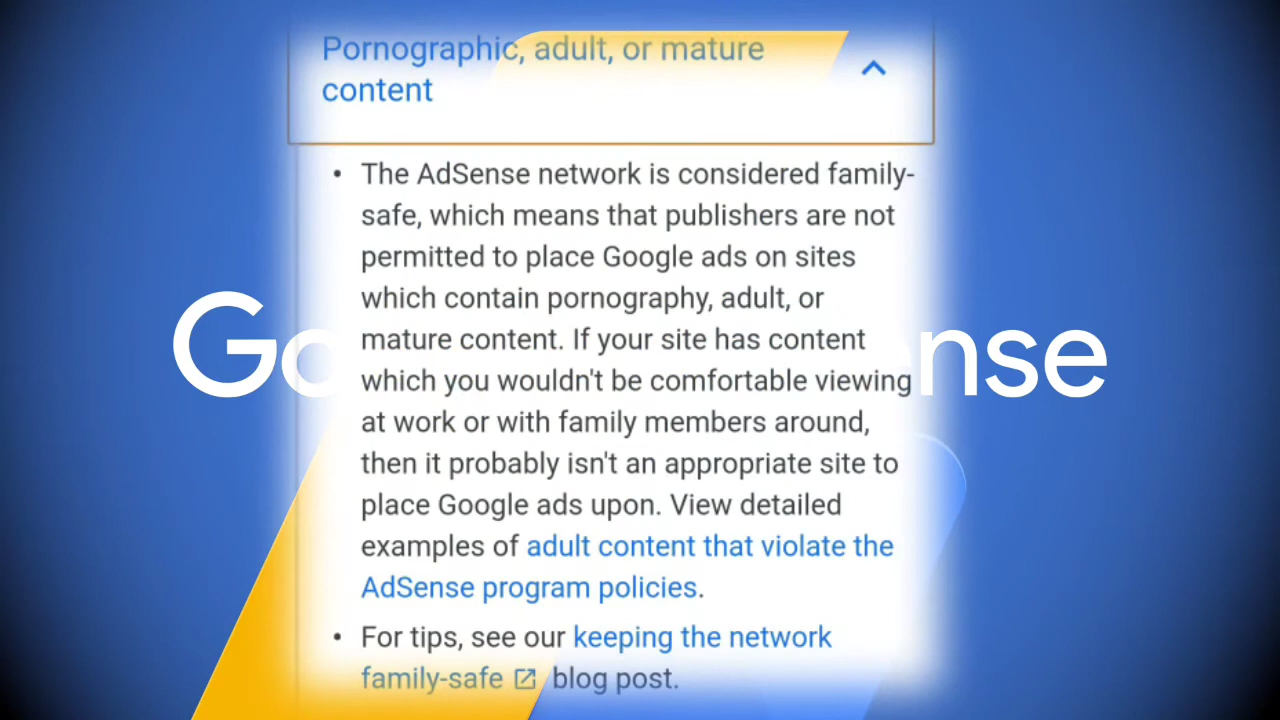 Pornographic, adult, or mature
content
• The AdSense network is considered family-
safe, which means that publishers are not
permitted to place Google ads on sites
which contain pornography, adult, or
mature content. If your site has content
which you wouldn't be comfortable viewing
at work or with family members around,
then it probably isn't an appropriate site to
place Google ads upon. View detailed
examples of adult content that violate the
AdSense program policies.
• For tips, see our keeping the network
family-safe blog post.